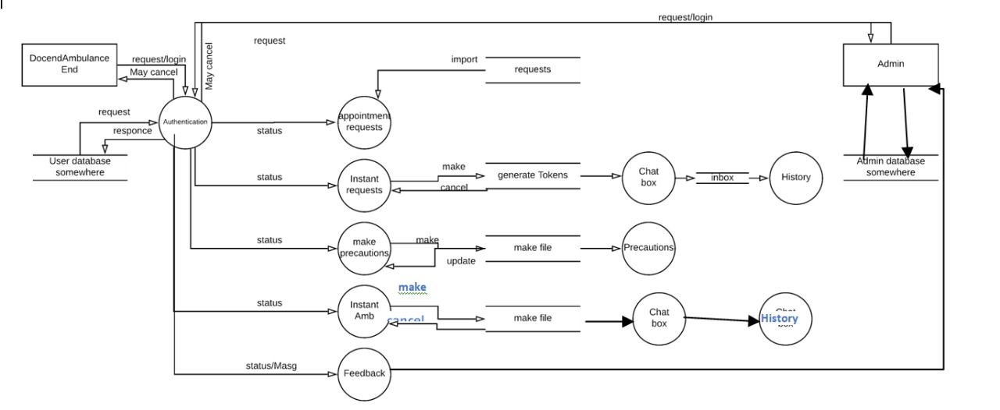 request/login
request
May cancel
DocendAmbulance
End
request/login
May cancel
Admin
import
requests
request
Authentication
appointment
requests
status
responce
User database
somewhere
Admin database
somewhere
status
Instant
requests
make
cancel
generate Tokens
Chat
box
inbox
History
status
make
precautions
make
update
make file
Precautions
make
status
Instant
Amb
cancel
make file
Chat
box
History
status/Masg
Feedback